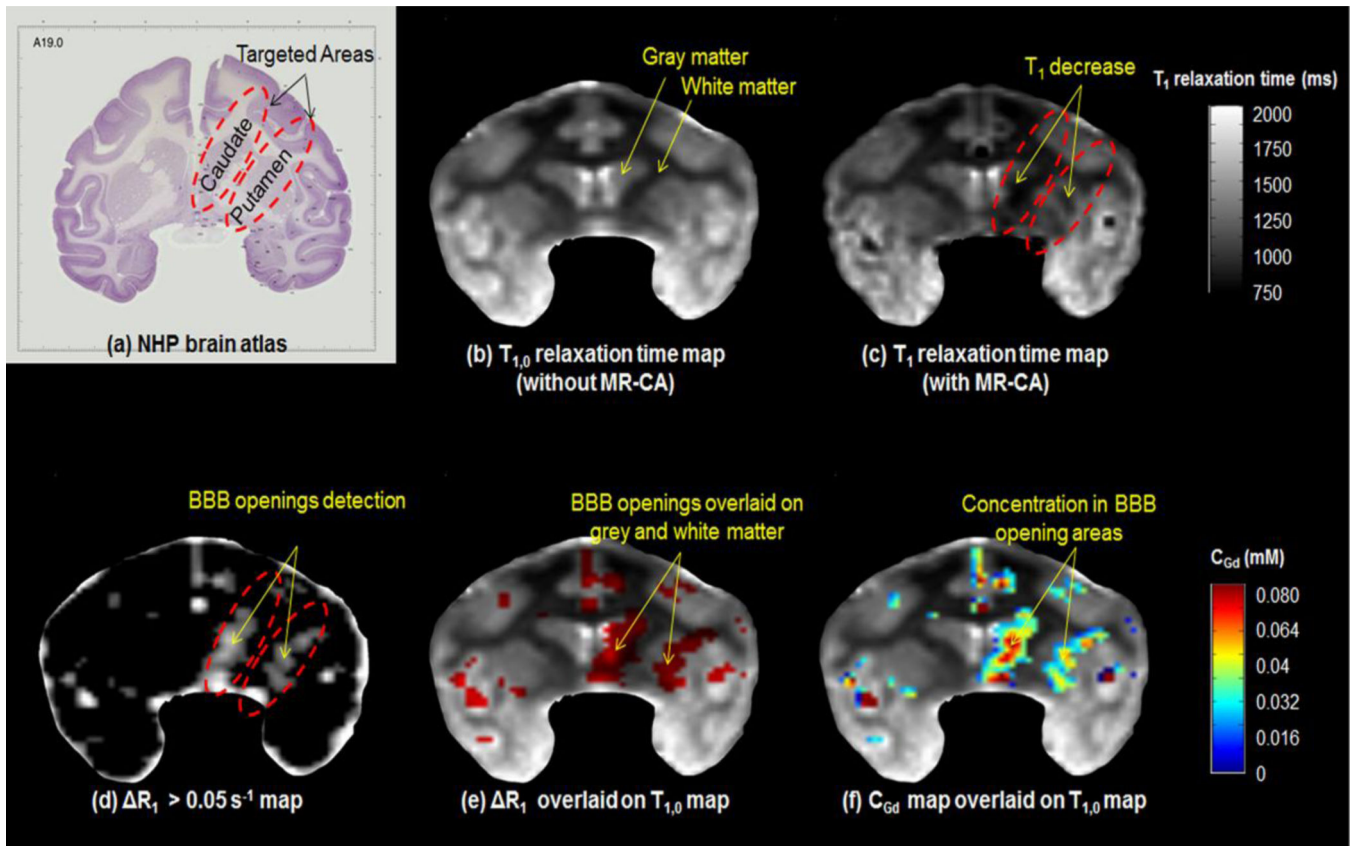 A19.0
Targeted Areas
Caudate
Putamen
(a) NHP brain atlas
Gray matter
White matter
(b) T1,0 relaxation time map
(without MR-CA)
T1 decrease
(c) T1 relaxation time map
(with MR-CA)
T1 relaxation time (ms)
2000
1750
1500
1250
1000
750
BBB openings detection
(d) ΔR1 > 0.05 s-1 map
BBB openings overlaid on
grey and white matter
(e) ΔR1 overlaid on T1,0 map
Concentration in BBB
opening areas
(f) CGd map overlaid on T1,0 map
CGd (mM)
0.080
0.064
0.04
0.032
0.016
0